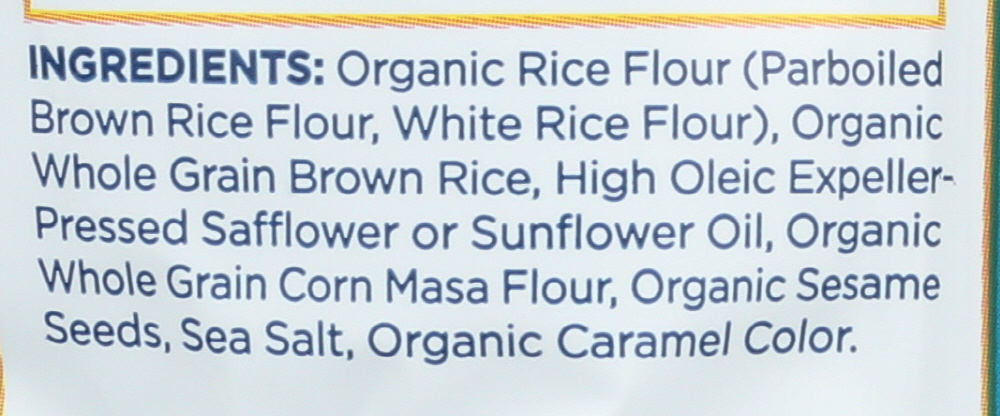 INGREDIENTS: Organic Rice Flour (Parboiled
Brown Rice Flour, White Rice Flour), Organic
Whole Grain Brown Rice, High Oleic Expeller-
Pressed Safflower or Sunflower Oil, Organic
Whole Grain Corn Masa Flour, Organic Sesame
Seeds, Sea Salt, Organic Caramel Color.